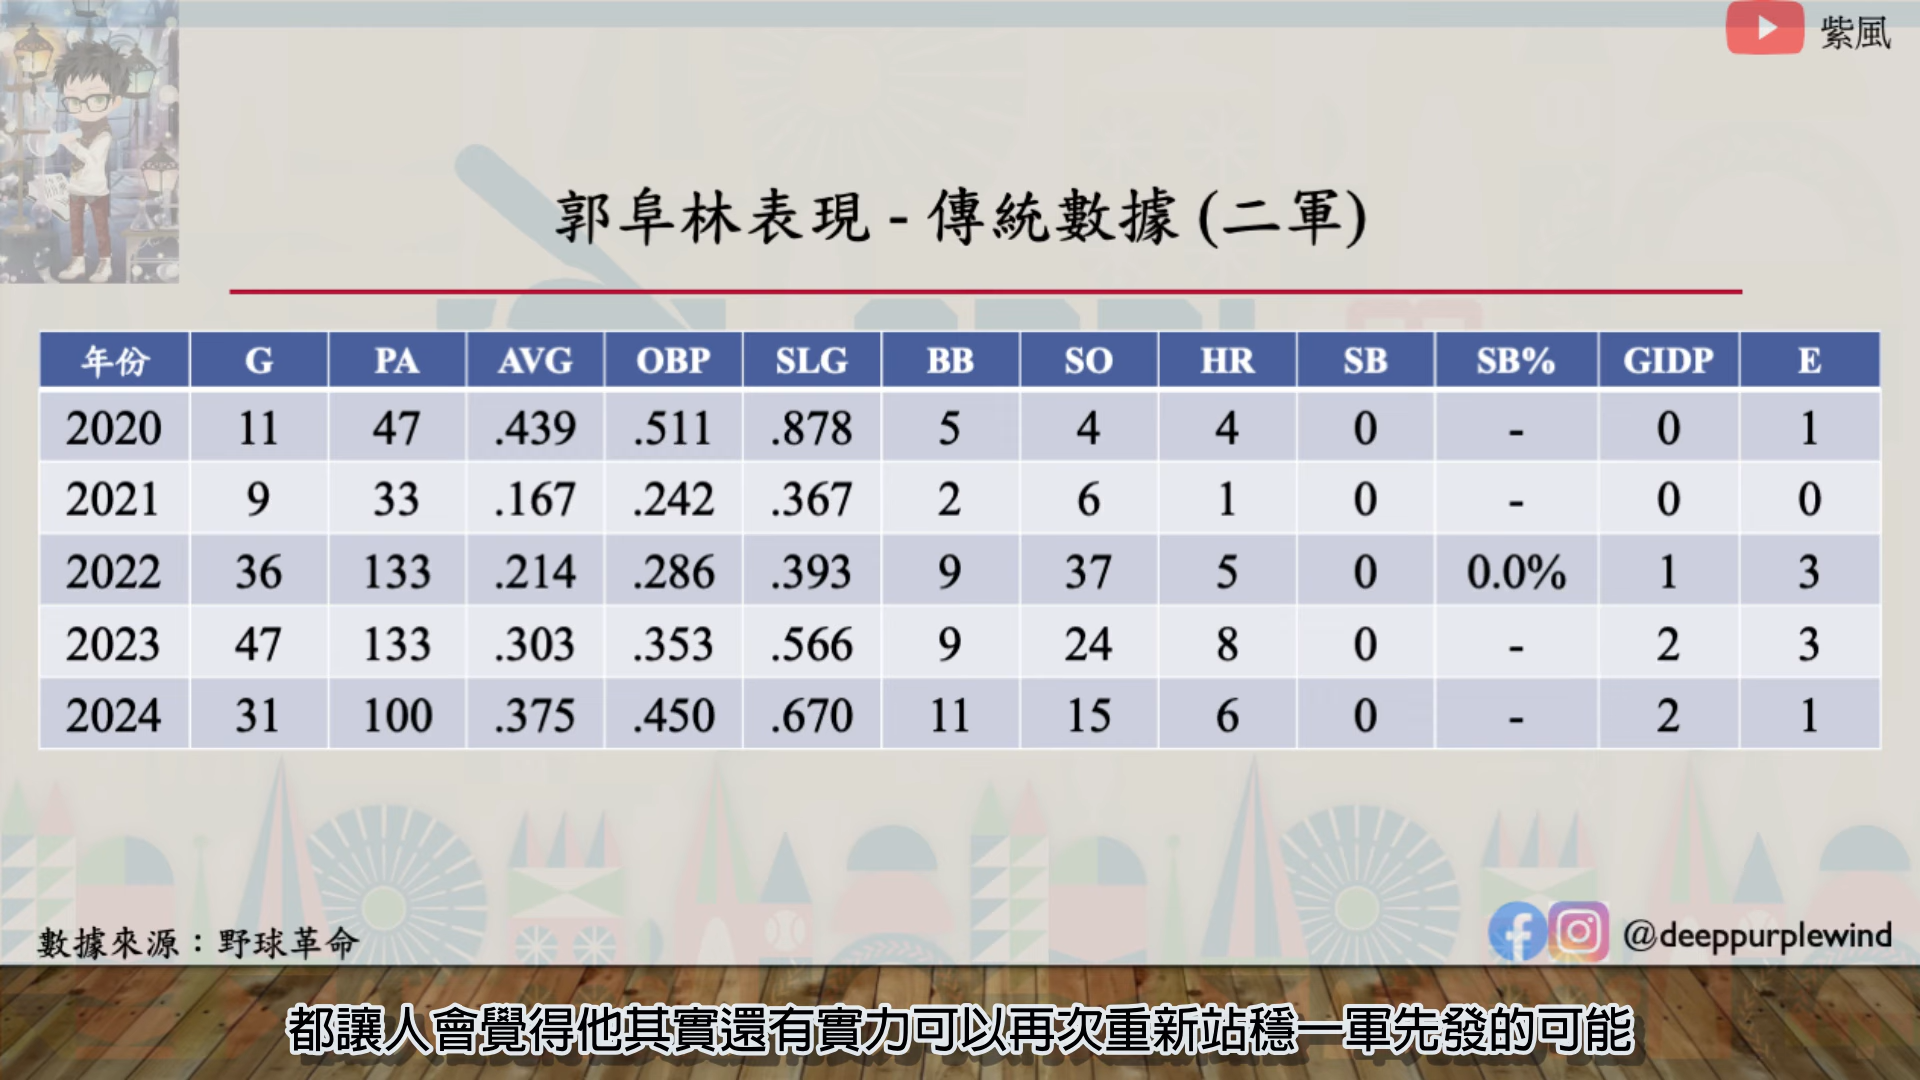 紫風
郭阜林表現 - 傳統數據 (二軍)
年份 G PA AVG OBP SLG BB SO HR SB SB% GIDP E
2020 11 47 .439 .511 .878 5 4 4 0 - 0 1
2021 9 33 .167 .242 .367 2 6 1 0 - 0 0
2022 36 133 .214 .286 .393 9 37 5 0 0.0% 1 3
2023 47 133 .303 .353 .566 9 24 8 0 - 2 3
2024 31 100 .375 .450 .670 11 15 6 0 - 2 1
數據來源：野球革命
@deeppurplewind
都讓人會覺得他其實還有實力可以再次重新站穩一軍先發的可能